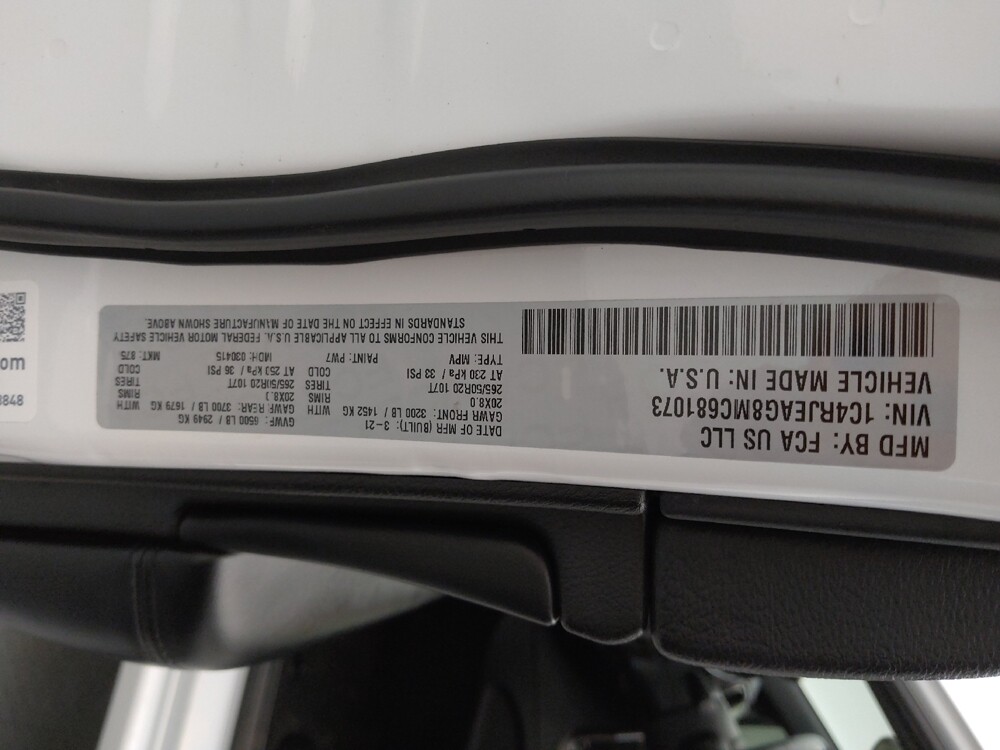 MFD BY: FCA US LLC
VIN: 1C4RJEAG8MC681073
VEHICLE MADE IN: U.S.A.
DATE OF MFR (BUILT): 3-21
GVWF: 6500 LB / 2949 KG
GAWR FRONT: 3200 LB / 1452 KG WITH
GAWR REAR: 3700 LB / 1679 KG WITH
20X8.0 RIMS
20X8.0 RIMS
265/50R20 107T TIRES
265/50R20 107T TIRES
AT 230 kPa / 33 PSI COLD
AT 250 kPa / 36 PSI COLD
TYPE: MPV PAINT: PW7 MDH: 030415 MKT: 875
THIS VEHICLE CONFORMS TO ALL APPLICABLE U.S.A. FEDERAL MOTOR VEHICLE SAFETY
STANDARDS IN EFFECT ON THE DATE OF MANUFACTURE SHOWN ABOVE.
3848
om